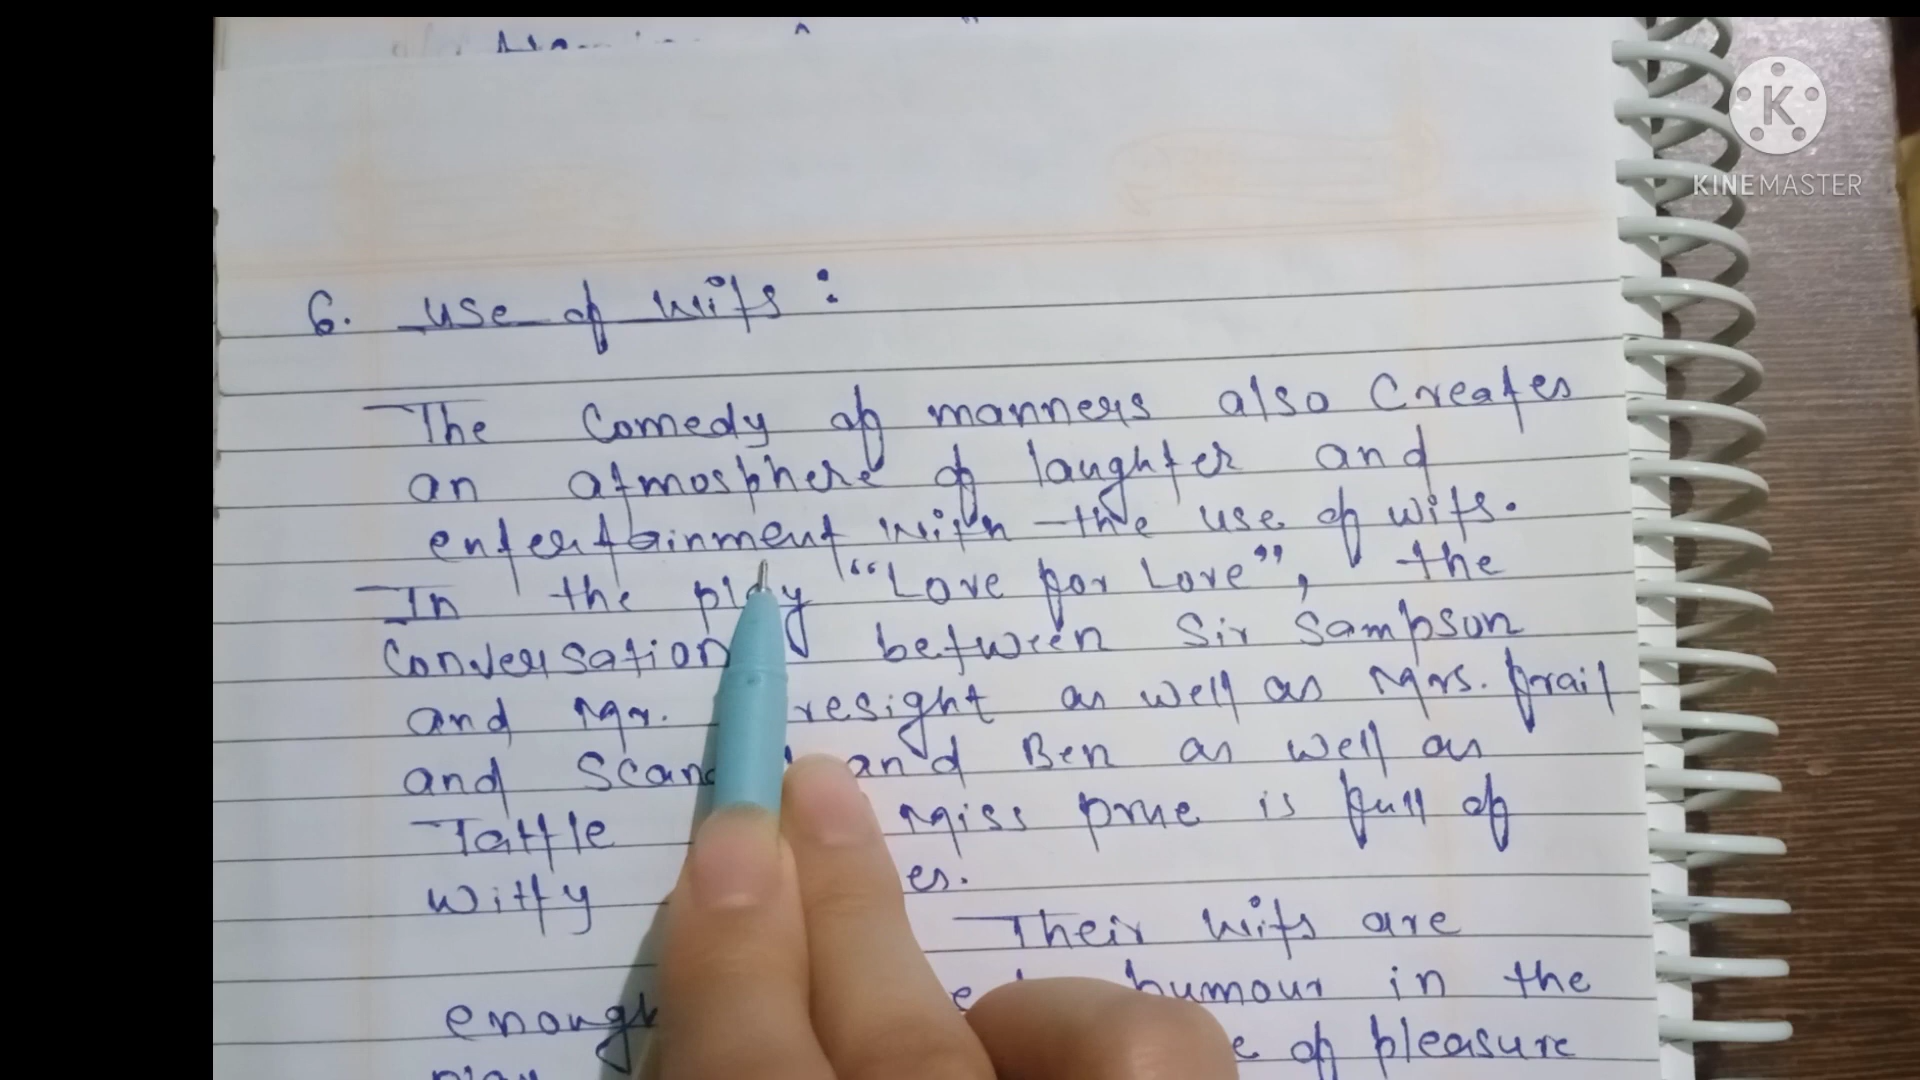 KINEMASTER
6. use of wits :
The Comedy of manners also Creates
an atmosphere of laughter and
entertainment with the use of wits.
In the play "Love for Love", the
Conversation between Sir Sampson
and Mr. resight as well as Mrs. frail
and and Ben as well as
Tattle Miss prue is full of
witty es.
Their wits are
humour in the
of pleasure